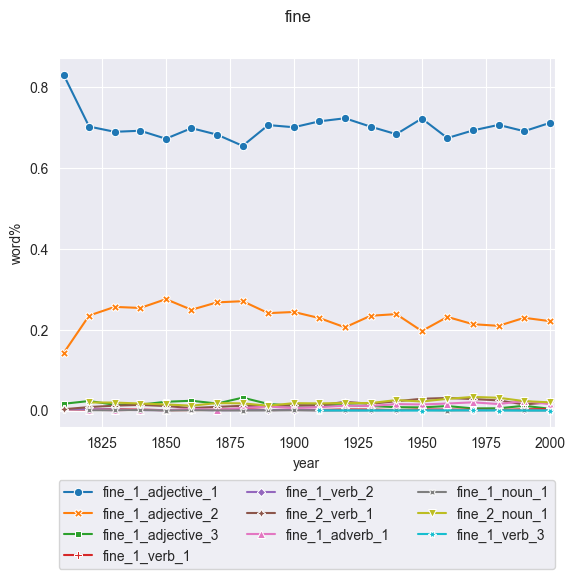 fine
0.8
0.6
0.4
0.2
0.0
word%
1825 1850 1875 1900 1925 1950 1975 2000
year
fine_1_adjective_1 fine_1_verb_2 fine_1_noun_1
fine_1_adjective_2 fine_2_verb_1 fine_2_noun_1
fine_1_adjective_3 fine_1_adverb_1 fine_1_verb_3
fine_1_verb_1